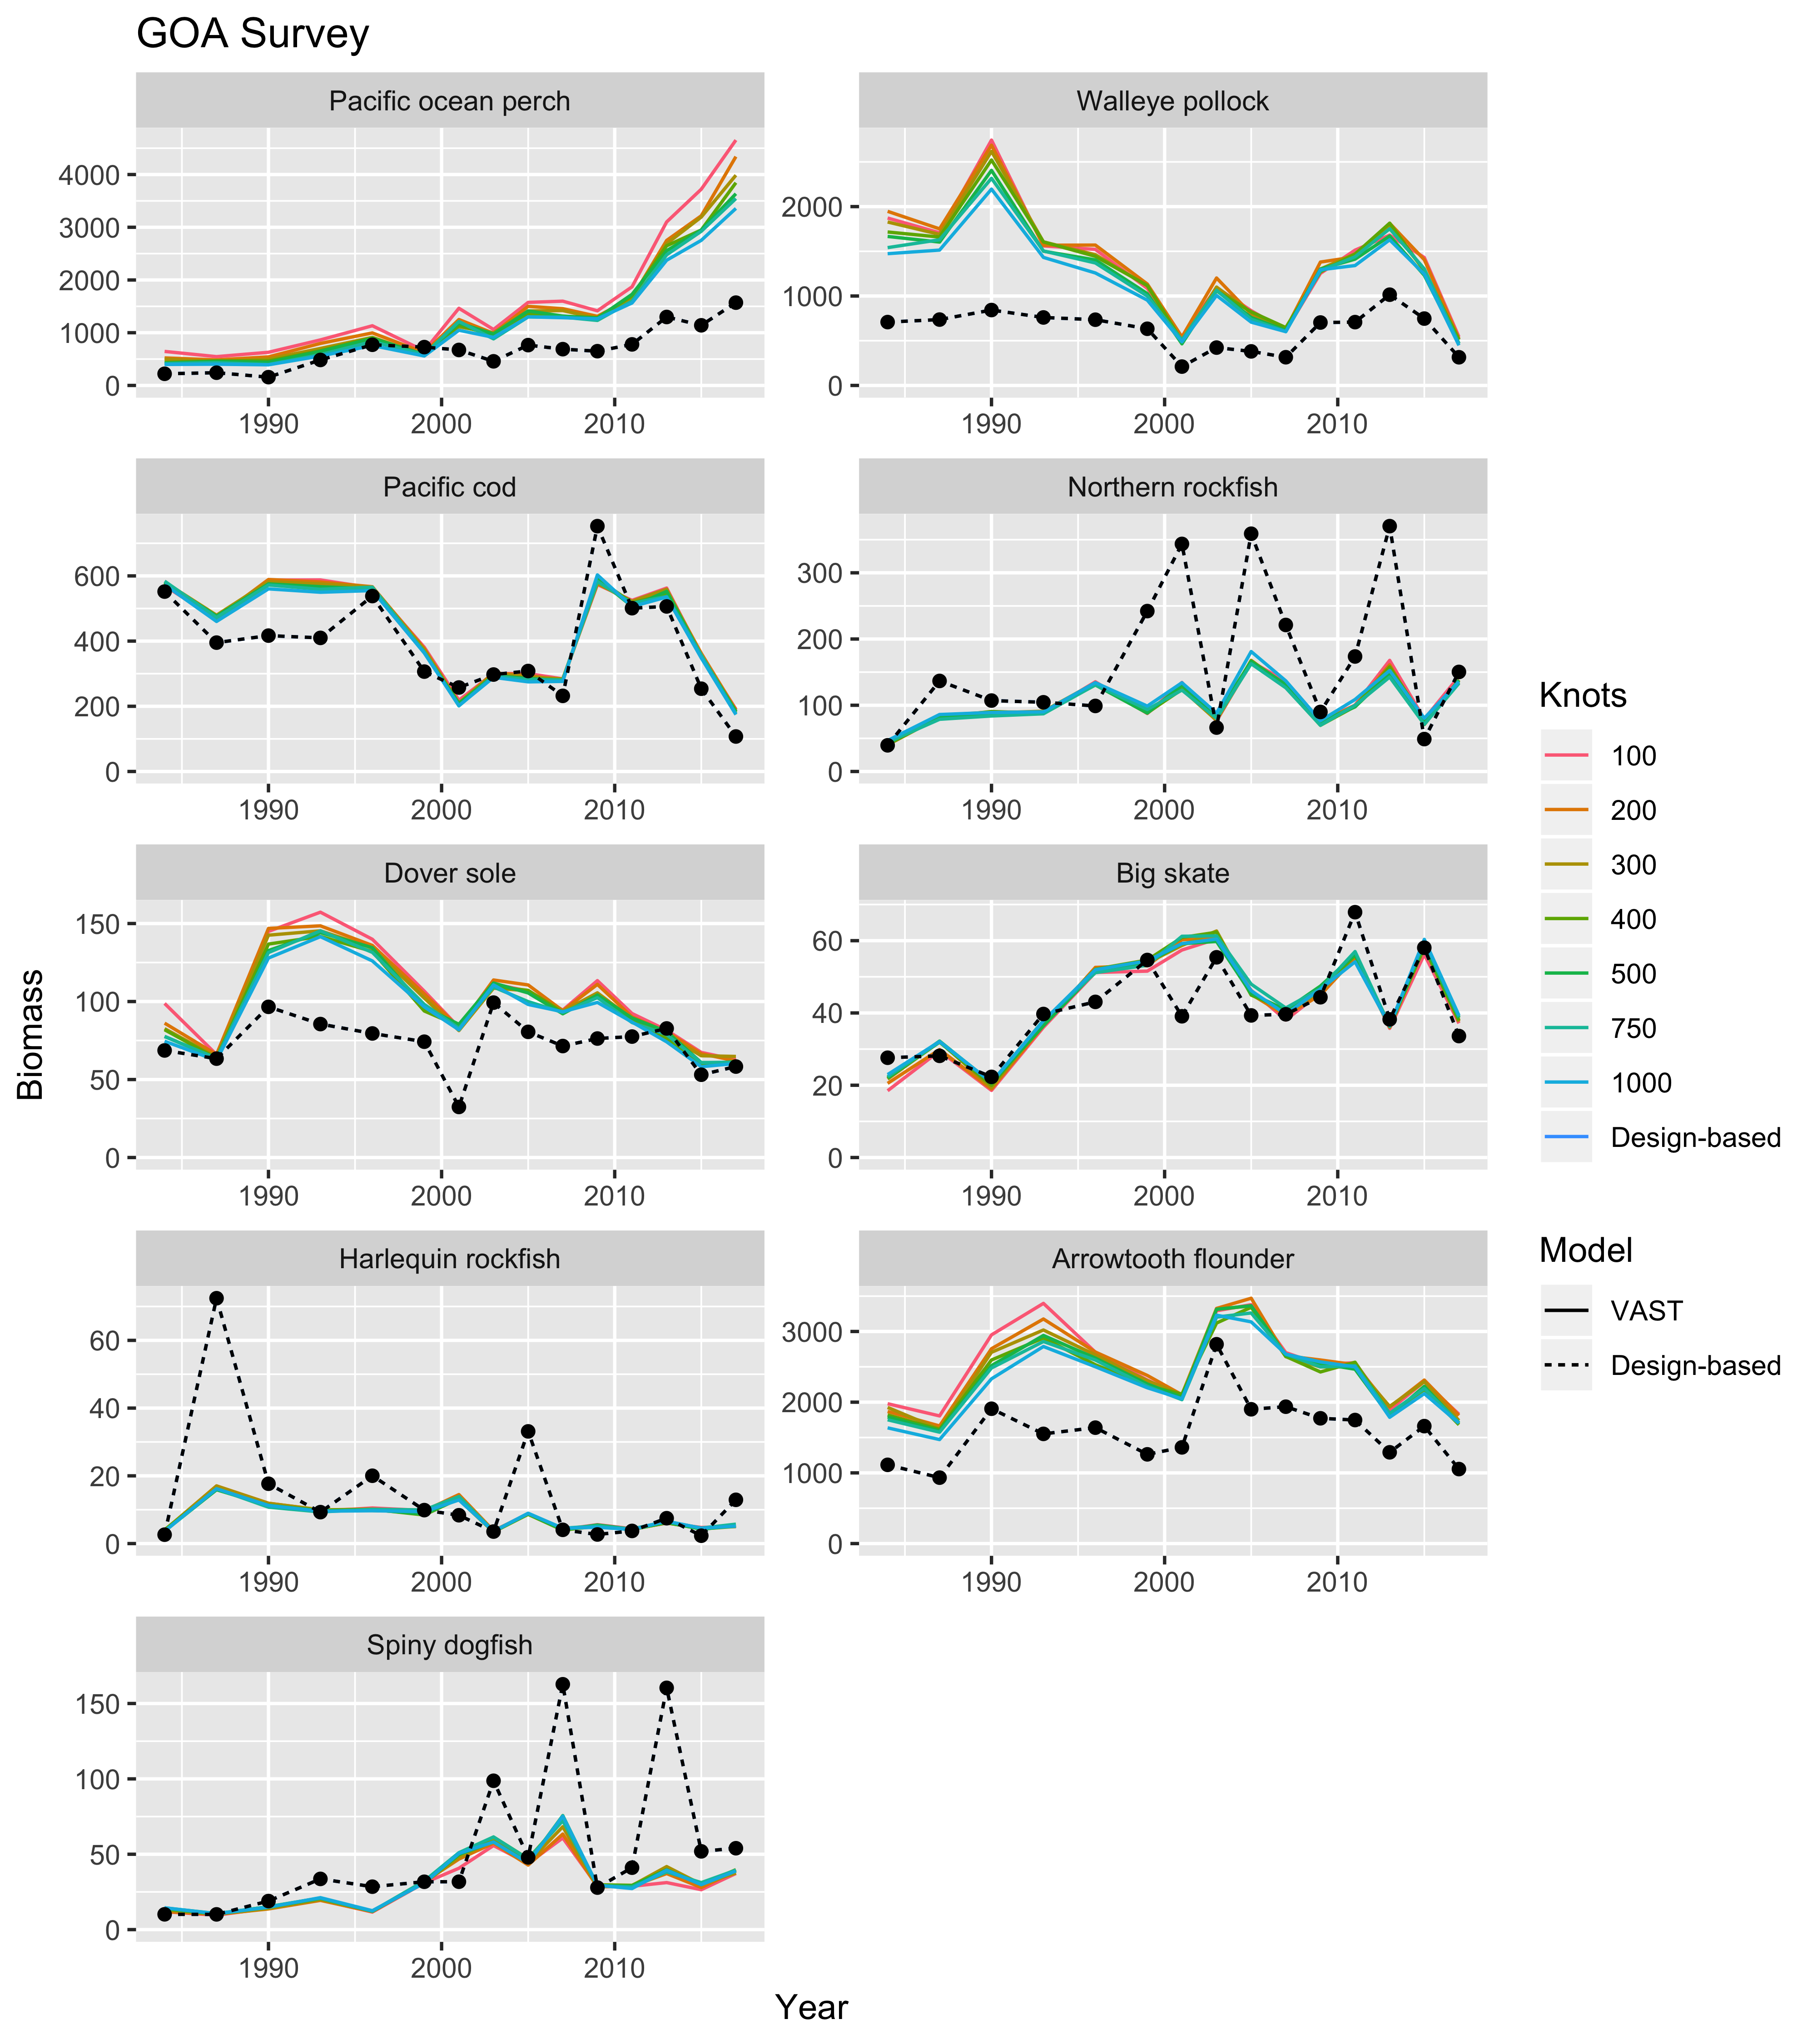 GOA Survey
Pacific ocean perch
Walleye pollock
4000
3000
2000
1000
0
2000
1000
0
1990 2000 2010
1990 2000 2010
Pacific cod
Northern rockfish
600
400
200
0
300
200
100
0
1990 2000 2010
1990 2000 2010
Dover sole
Big skate
150
100
50
0
60
40
20
0
1990 2000 2010
1990 2000 2010
Harlequin rockfish
Arrowtooth flounder
60
40
20
0
3000
2000
1000
0
1990 2000 2010
1990 2000 2010
Spiny dogfish
150
100
50
0
1990 2000 2010
Biomass
Year
Knots
100
200
300
400
500
750
1000
Design-based
Model
VAST
Design-based